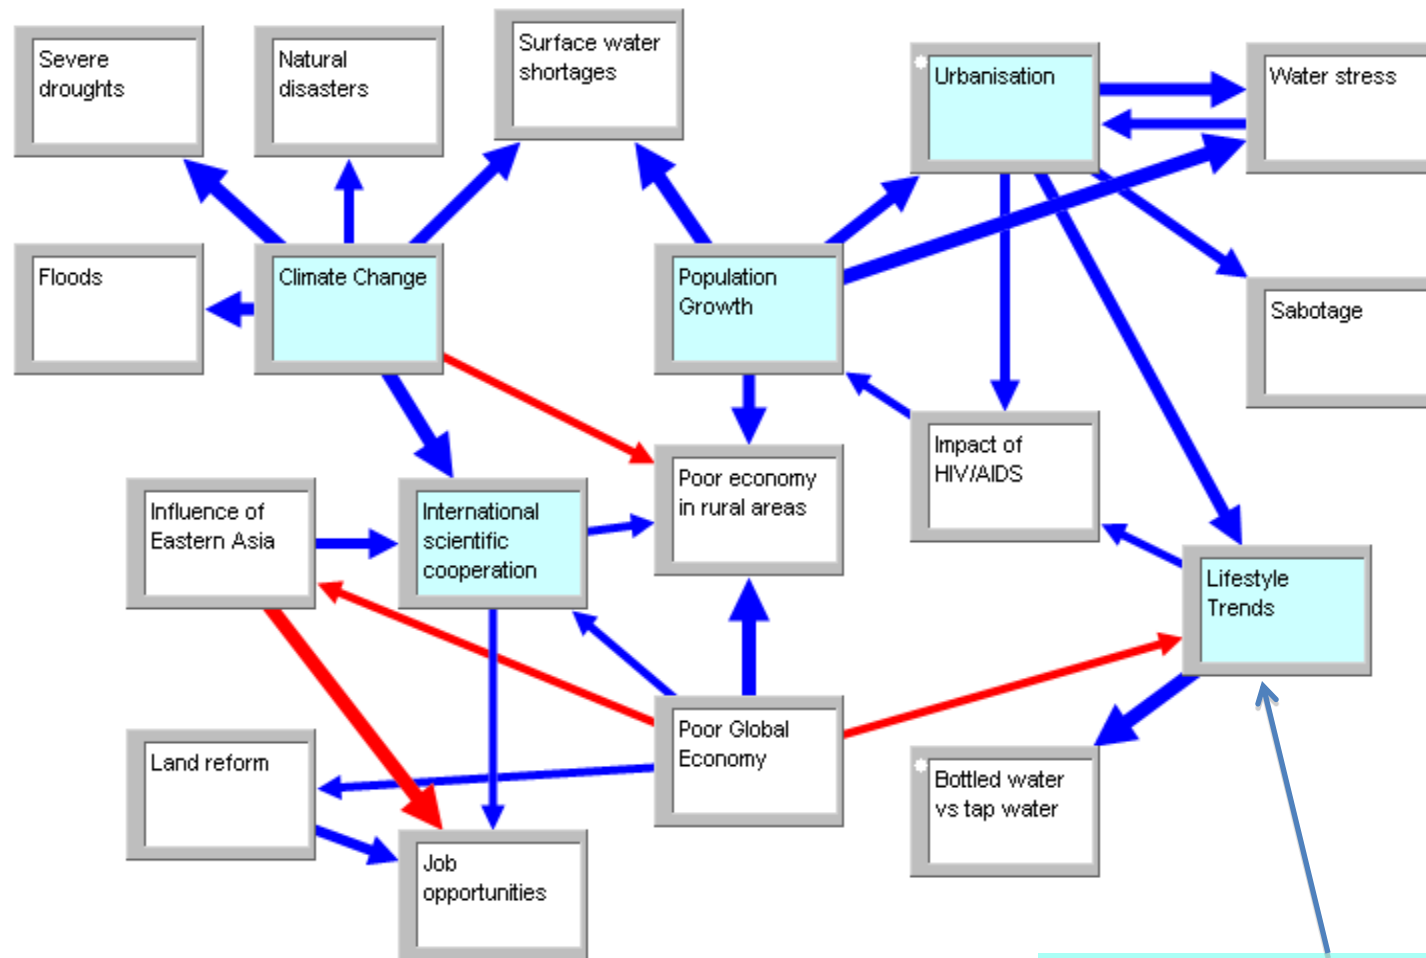 Severe
droughts
Natural
disasters
Surface water
shortages
Urbanisation
Water stress
Floods
Climate Change
Population
Growth
Sabotage
Influence of
Eastern Asia
International
scientific
cooperation
Poor economy
in rural areas
Impact of
HIV/AIDS
Lifestyle
Trends
Land reform
Poor Global
Economy
Bottled water
vs tap water
Job
opportunities